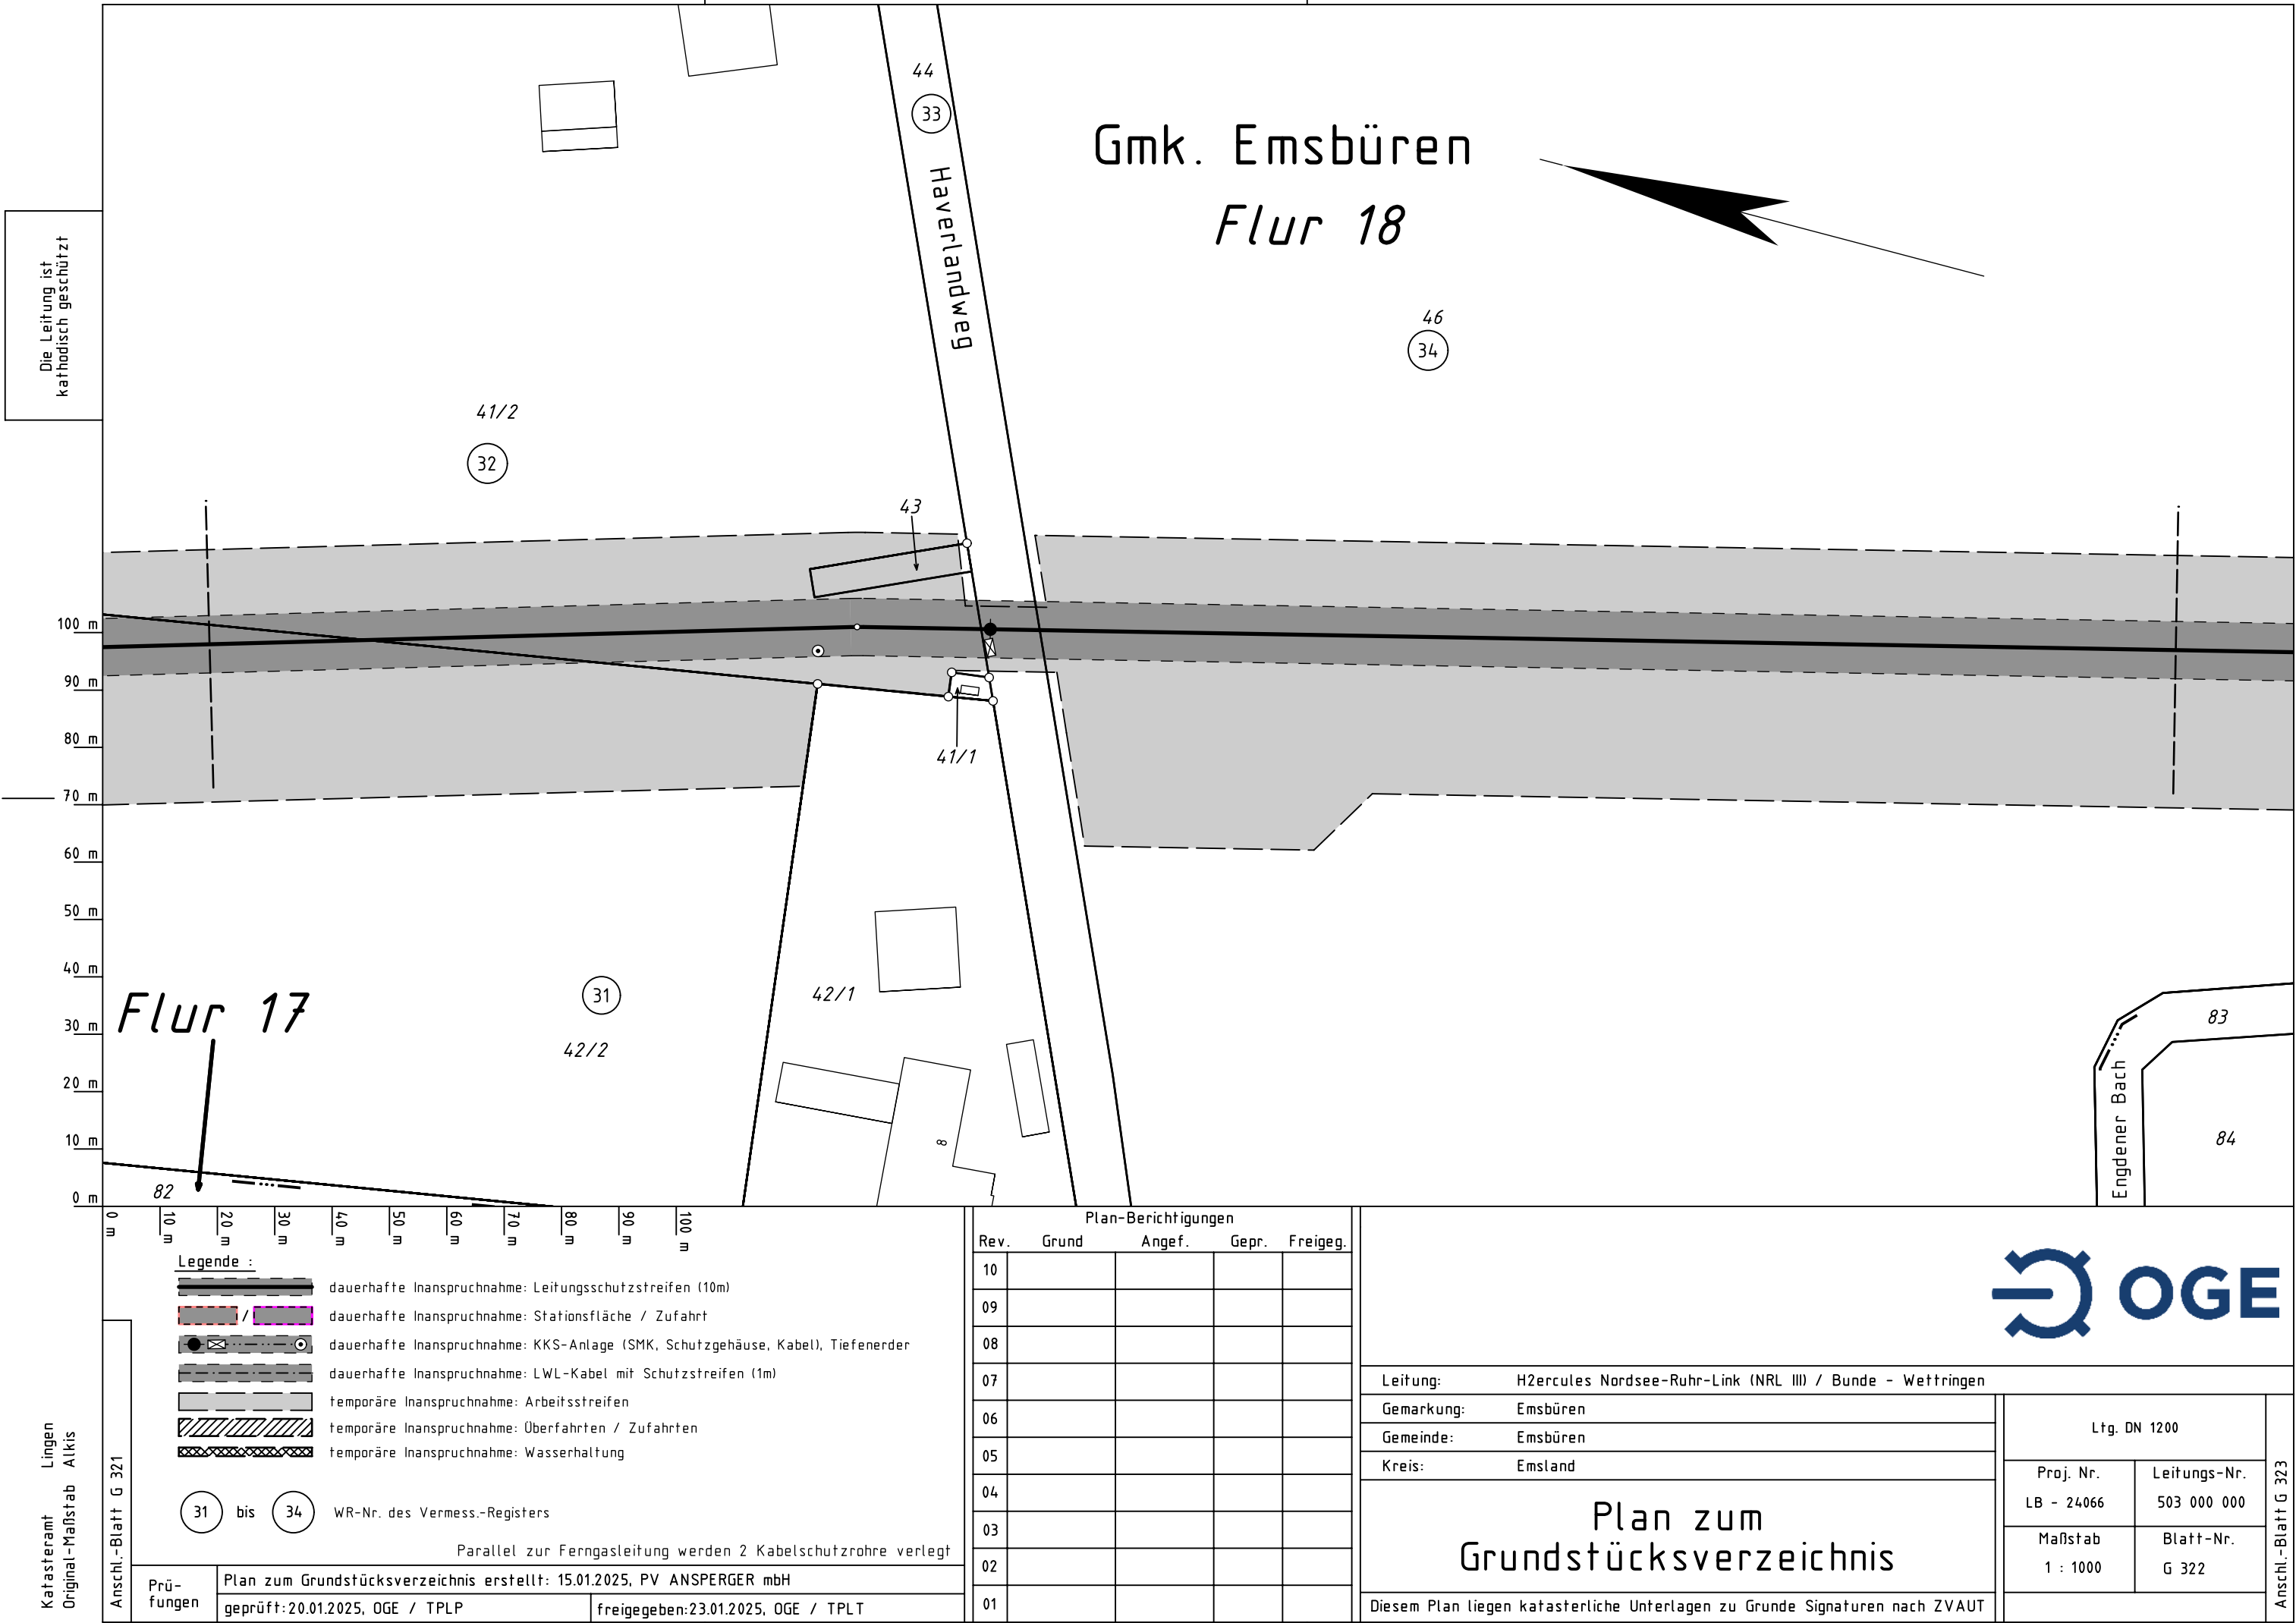 44
33
Haverlandweg
Gmk. Emsbüren
Flur 18
Die Leitung ist
kathodisch geschützt
46
34
41/2
32
43
41/1
100 m
90 m
80 m
70 m
60 m
50 m
40 m
30 m
20 m
10 m
0 m
Flur 17
31
42/2
42/1
8
82
83
84
Engdener Bach
0 m
10 m
20 m
30 m
40 m
50 m
60 m
70 m
80 m
90 m
100 m
Legende :
dauerhafte Inanspruchnahme: Leitungsschutzstreifen (10m)
/ dauerhafte Inanspruchnahme: Stationsfläche / Zufahrt
dauerhafte Inanspruchnahme: KKS-Anlage (SMK, Schutzgehäuse, Kabel), Tiefenerder
dauerhafte Inanspruchnahme: LWL-Kabel mit Schutzstreifen (1m)
temporäre Inanspruchnahme: Arbeitsstreifen
temporäre Inanspruchnahme: Überfahrten / Zufahrten
temporäre Inanspruchnahme: Wasserhaltung
31 bis 34 WR-Nr. des Vermess.-Registers
Parallel zur Ferngasleitung werden 2 Kabelschutzrohre verlegt
Katasteramt Lingen
Original-Maßstab Alkis
Anschl.-Blatt G 321
Prü-
fungen
Plan zum Grundstücksverzeichnis erstellt: 15.01.2025, PV ANSPERGER mbH
geprüft:20.01.2025, OGE / TPLP
freigegeben:23.01.2025, OGE / TPLT
Plan-Berichtigungen
Rev. Grund Angef. Gepr. Freigeg.
10
09
08
07
06
05
04
03
02
01
OGE
Leitung: H2ercules Nordsee-Ruhr-Link (NRL III) / Bunde - Wettringen
Gemarkung: Emsbüren
Gemeinde: Emsbüren
Kreis: Emsland
Plan zum
Grundstücksverzeichnis
Diesem Plan liegen katasterliche Unterlagen zu Grunde Signaturen nach ZVAUT
Ltg. DN 1200
Proj. Nr.
LB - 24066
Leitungs-Nr.
503 000 000
Maßstab
1 : 1000
Blatt-Nr.
G 322
Anschl.-Blatt G 323